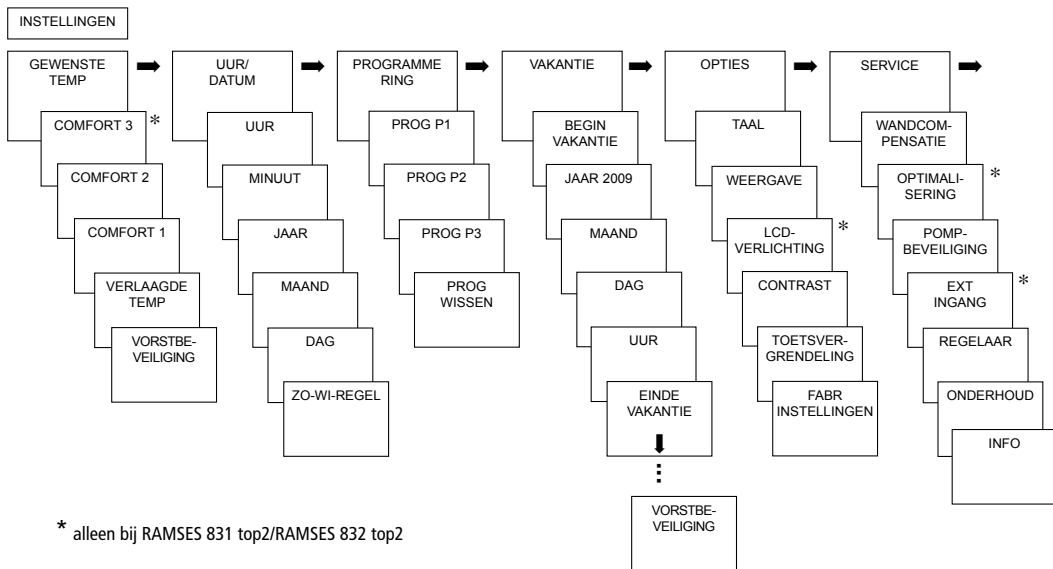 INSTELLINGEN
GEWENSTE
TEMP
COMFORT 3
*
COMFORT 2
COMFORT 1
VERLAAGDE
TEMP
VORSTBE-
VEILIGING
UUR/
DATUM
UUR
MINUUT
JAAR
MAAND
DAG
ZO-WI-REGEL
PROGRAMME
RING
PROG P1
PROG P2
PROG P3
PROG
WISSEN
VAKANTIE
BEGIN
VAKANTIE
JAAR 2009
MAAND
DAG
UUR
EINDE
VAKANTIE
VORSTBE-
VEILIGING
OPTIES
TAAL
WEERGAVE
LCD-
VERLICHTING
*
CONTRAST
TOETSVER-
GRENDELING
FABR
INSTELLINGEN
SERVICE
WANDCOM-
PENSATIE
OPTIMALI-
SERING
*
POMP-
BEVEILIGING
EXT
INGANG
*
REGELAAR
ONDERHOUD
INFO
* alleen bij RAMSES 831 top2/RAMSES 832 top2